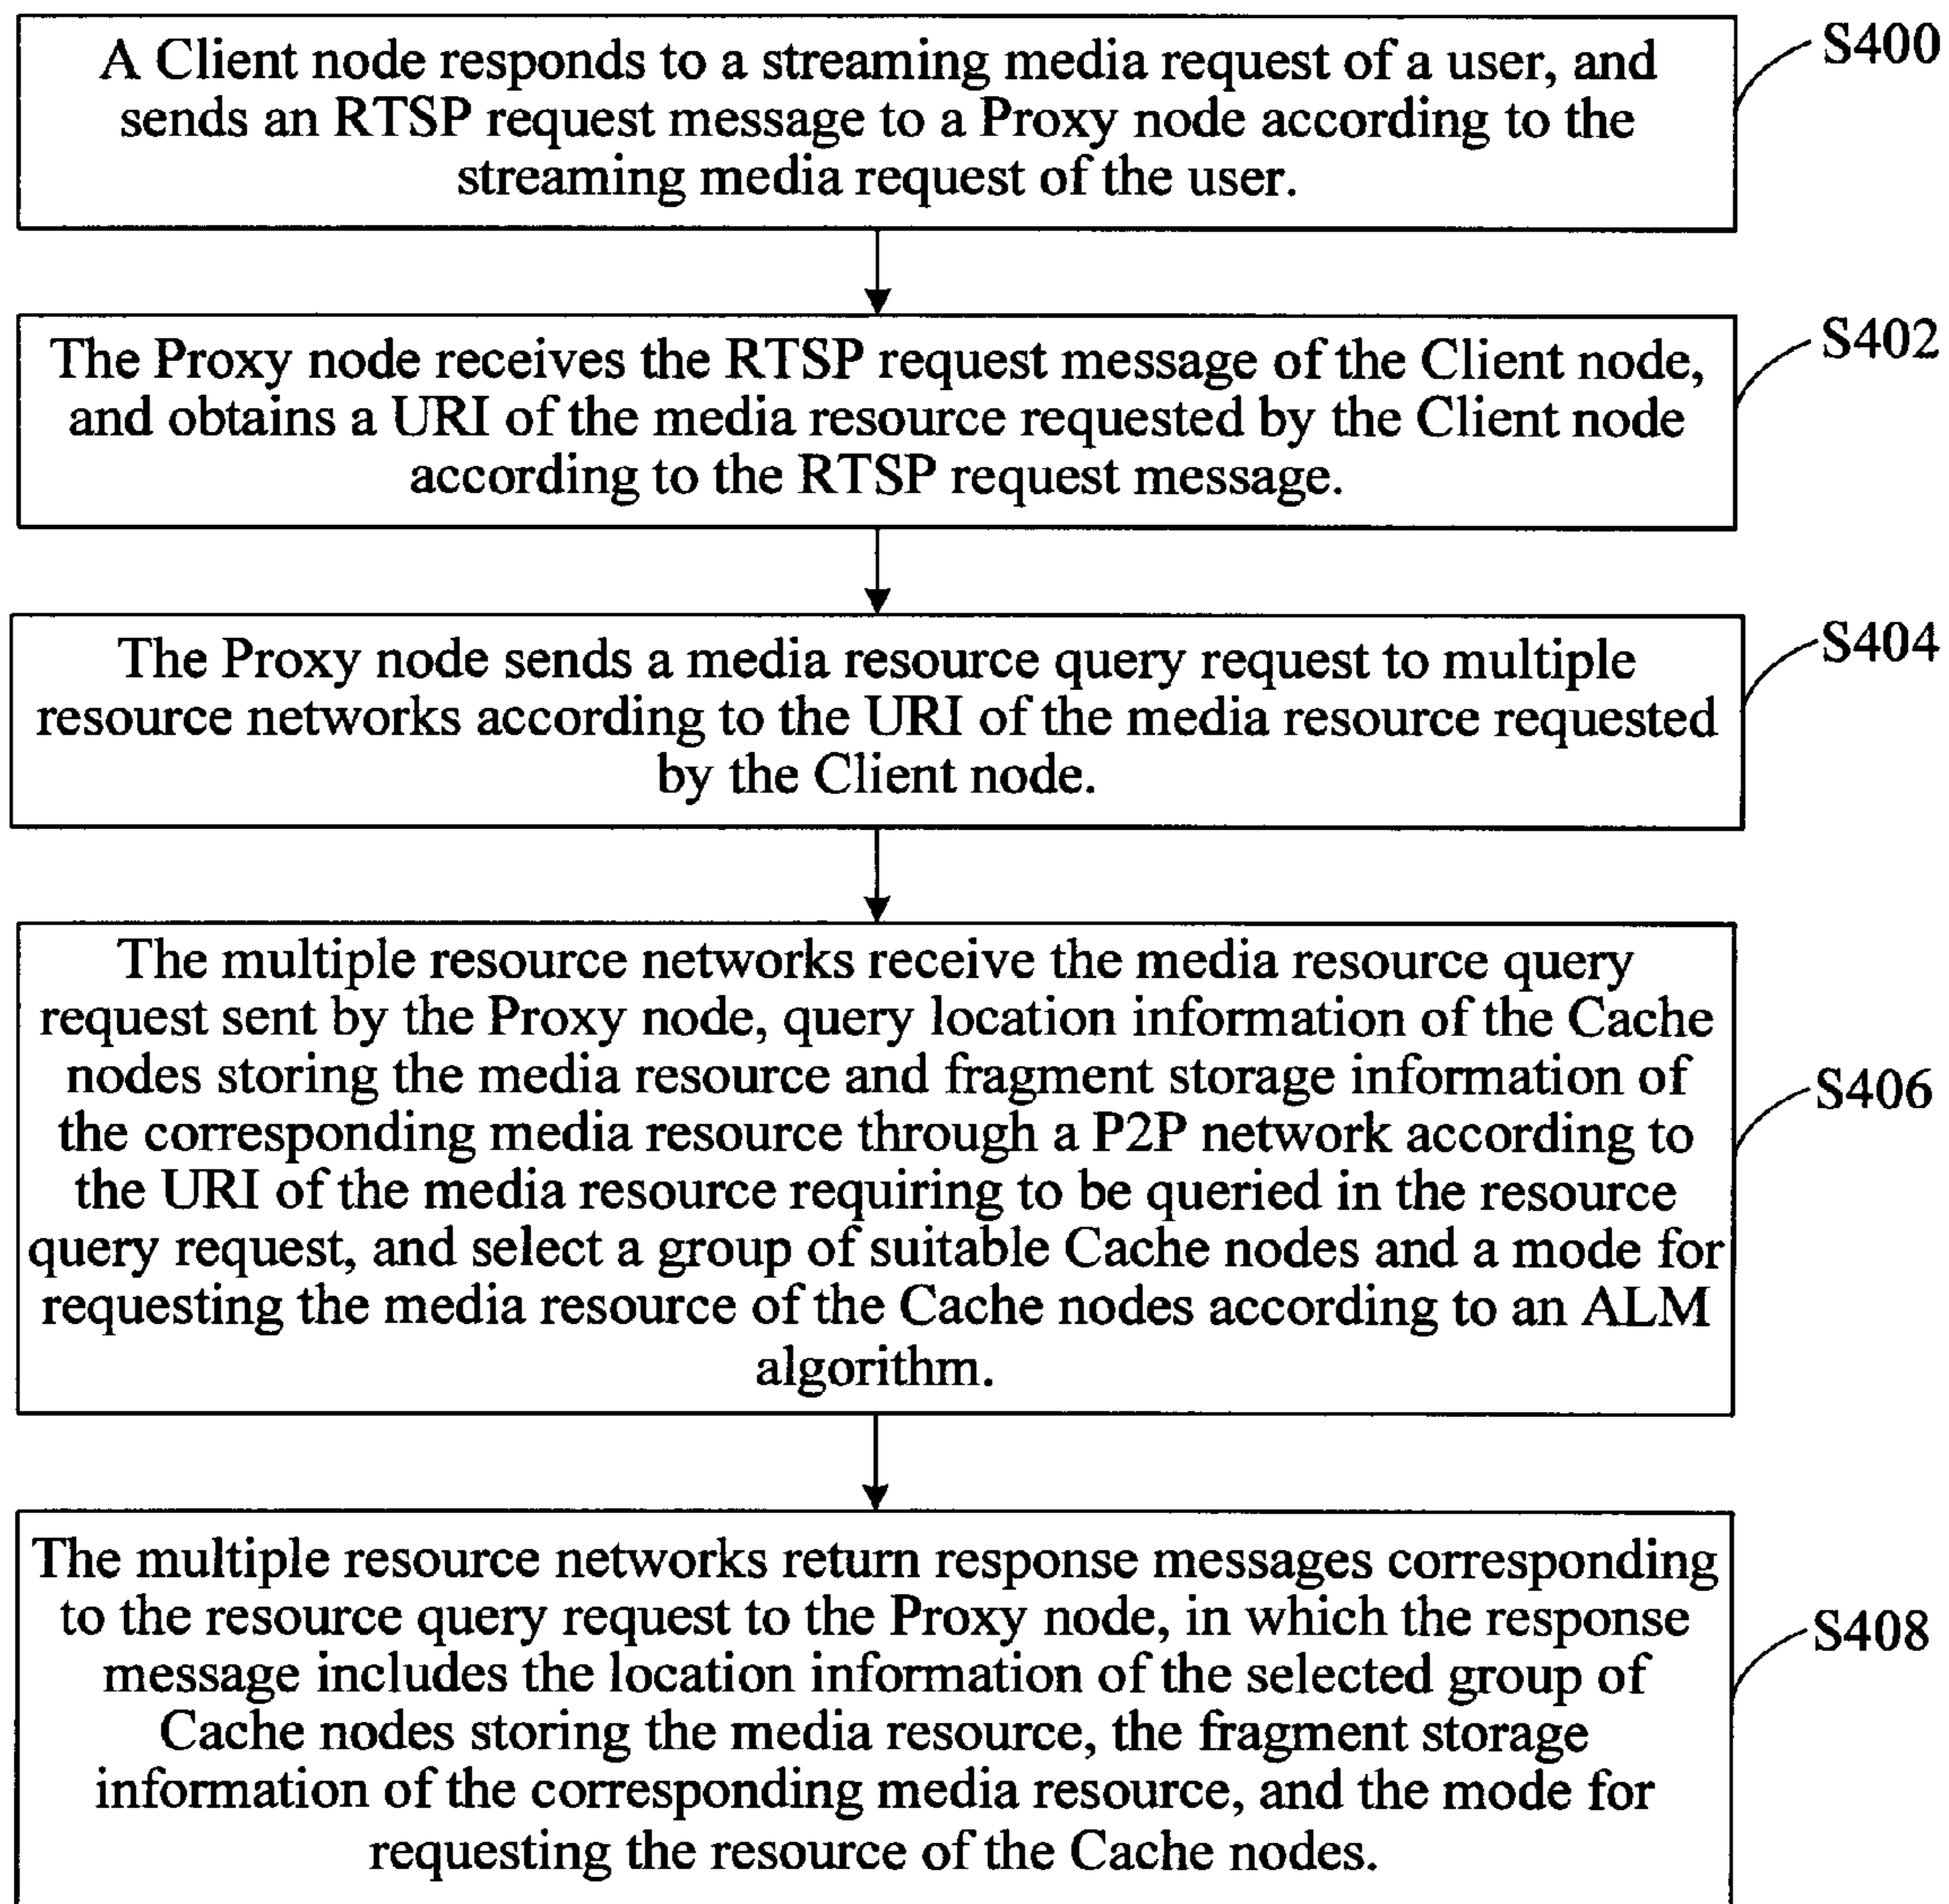 A Client node responds to a streaming media request of a user, and
sends an RTSP request message to a Proxy node according to the
streaming media request of the user.
S400
The Proxy node receives the RTSP request message of the Client node,
and obtains a URI of the media resource requested by the Client node
according to the RTSP request message.
S402
The Proxy node sends a media resource query request to multiple
resource networks according to the URI of the media resource requested
by the Client node.
S404
The multiple resource networks receive the media resource query
request sent by the Proxy node, query location information of the Cache
nodes storing the media resource and fragment storage information of
the corresponding media resource through a P2P network according to
the URI of the media resource requiring to be queried in the resource
query request, and select a group of suitable Cache nodes and a mode for
requesting the media resource of the Cache nodes according to an ALM
algorithm.
S406
The multiple resource networks return response messages corresponding
to the resource query request to the Proxy node, in which the response
message includes the location information of the selected group of
Cache nodes storing the media resource, the fragment storage
information of the corresponding media resource, and the mode for
requesting the resource of the Cache nodes.
S408